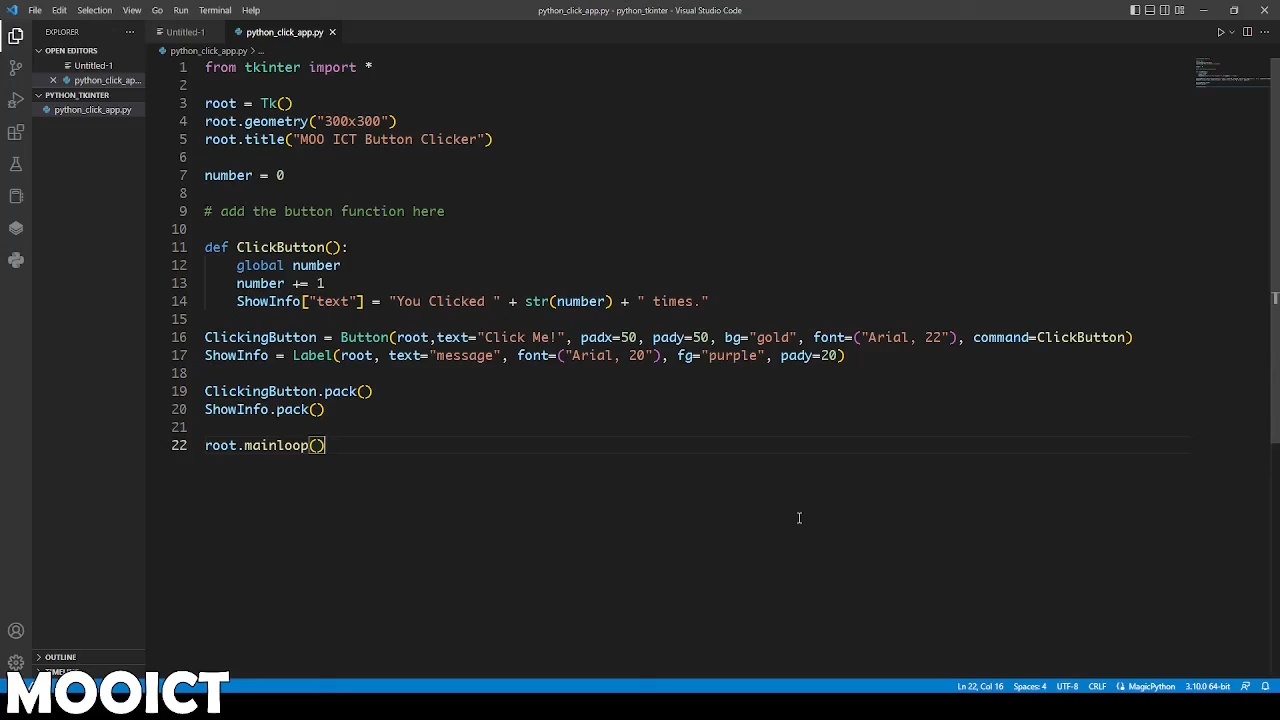 File Edit Selection View Go Run Terminal Help
python_click_app.py - python_tkinter - Visual Studio Code
EXPLORER
OPEN EDITORS
Untitled-1
python_click_ap...
PYTHON_TKINTER
python_click_app.py
Untitled-1 python_click_app.py
python_click_app.py > ...
1 from tkinter import *
2
3 root = Tk()
4 root.geometry("300x300")
5 root.title("MOO ICT Button Clicker")
6
7 number = 0
8
9 # add the button function here
10
11 def ClickButton():
12     global number
13     number += 1
14     ShowInfo["text"] = "You Clicked " + str(number) + " times."
15
16 ClickingButton = Button(root,text="Click Me!", padx=50, pady=50, bg="gold", font=("Arial, 22"), command=ClickButton)
17 ShowInfo = Label(root, text="message", font=("Arial, 20"), fg="purple", pady=20)
18
19 ClickingButton.pack()
20 ShowInfo.pack()
21
22 root.mainloop()
OUTLINE
MOOICT
Ln 22, Col 16 Spaces: 4 UTF-8 CRLF MagicPython 3.10.0 64-bit